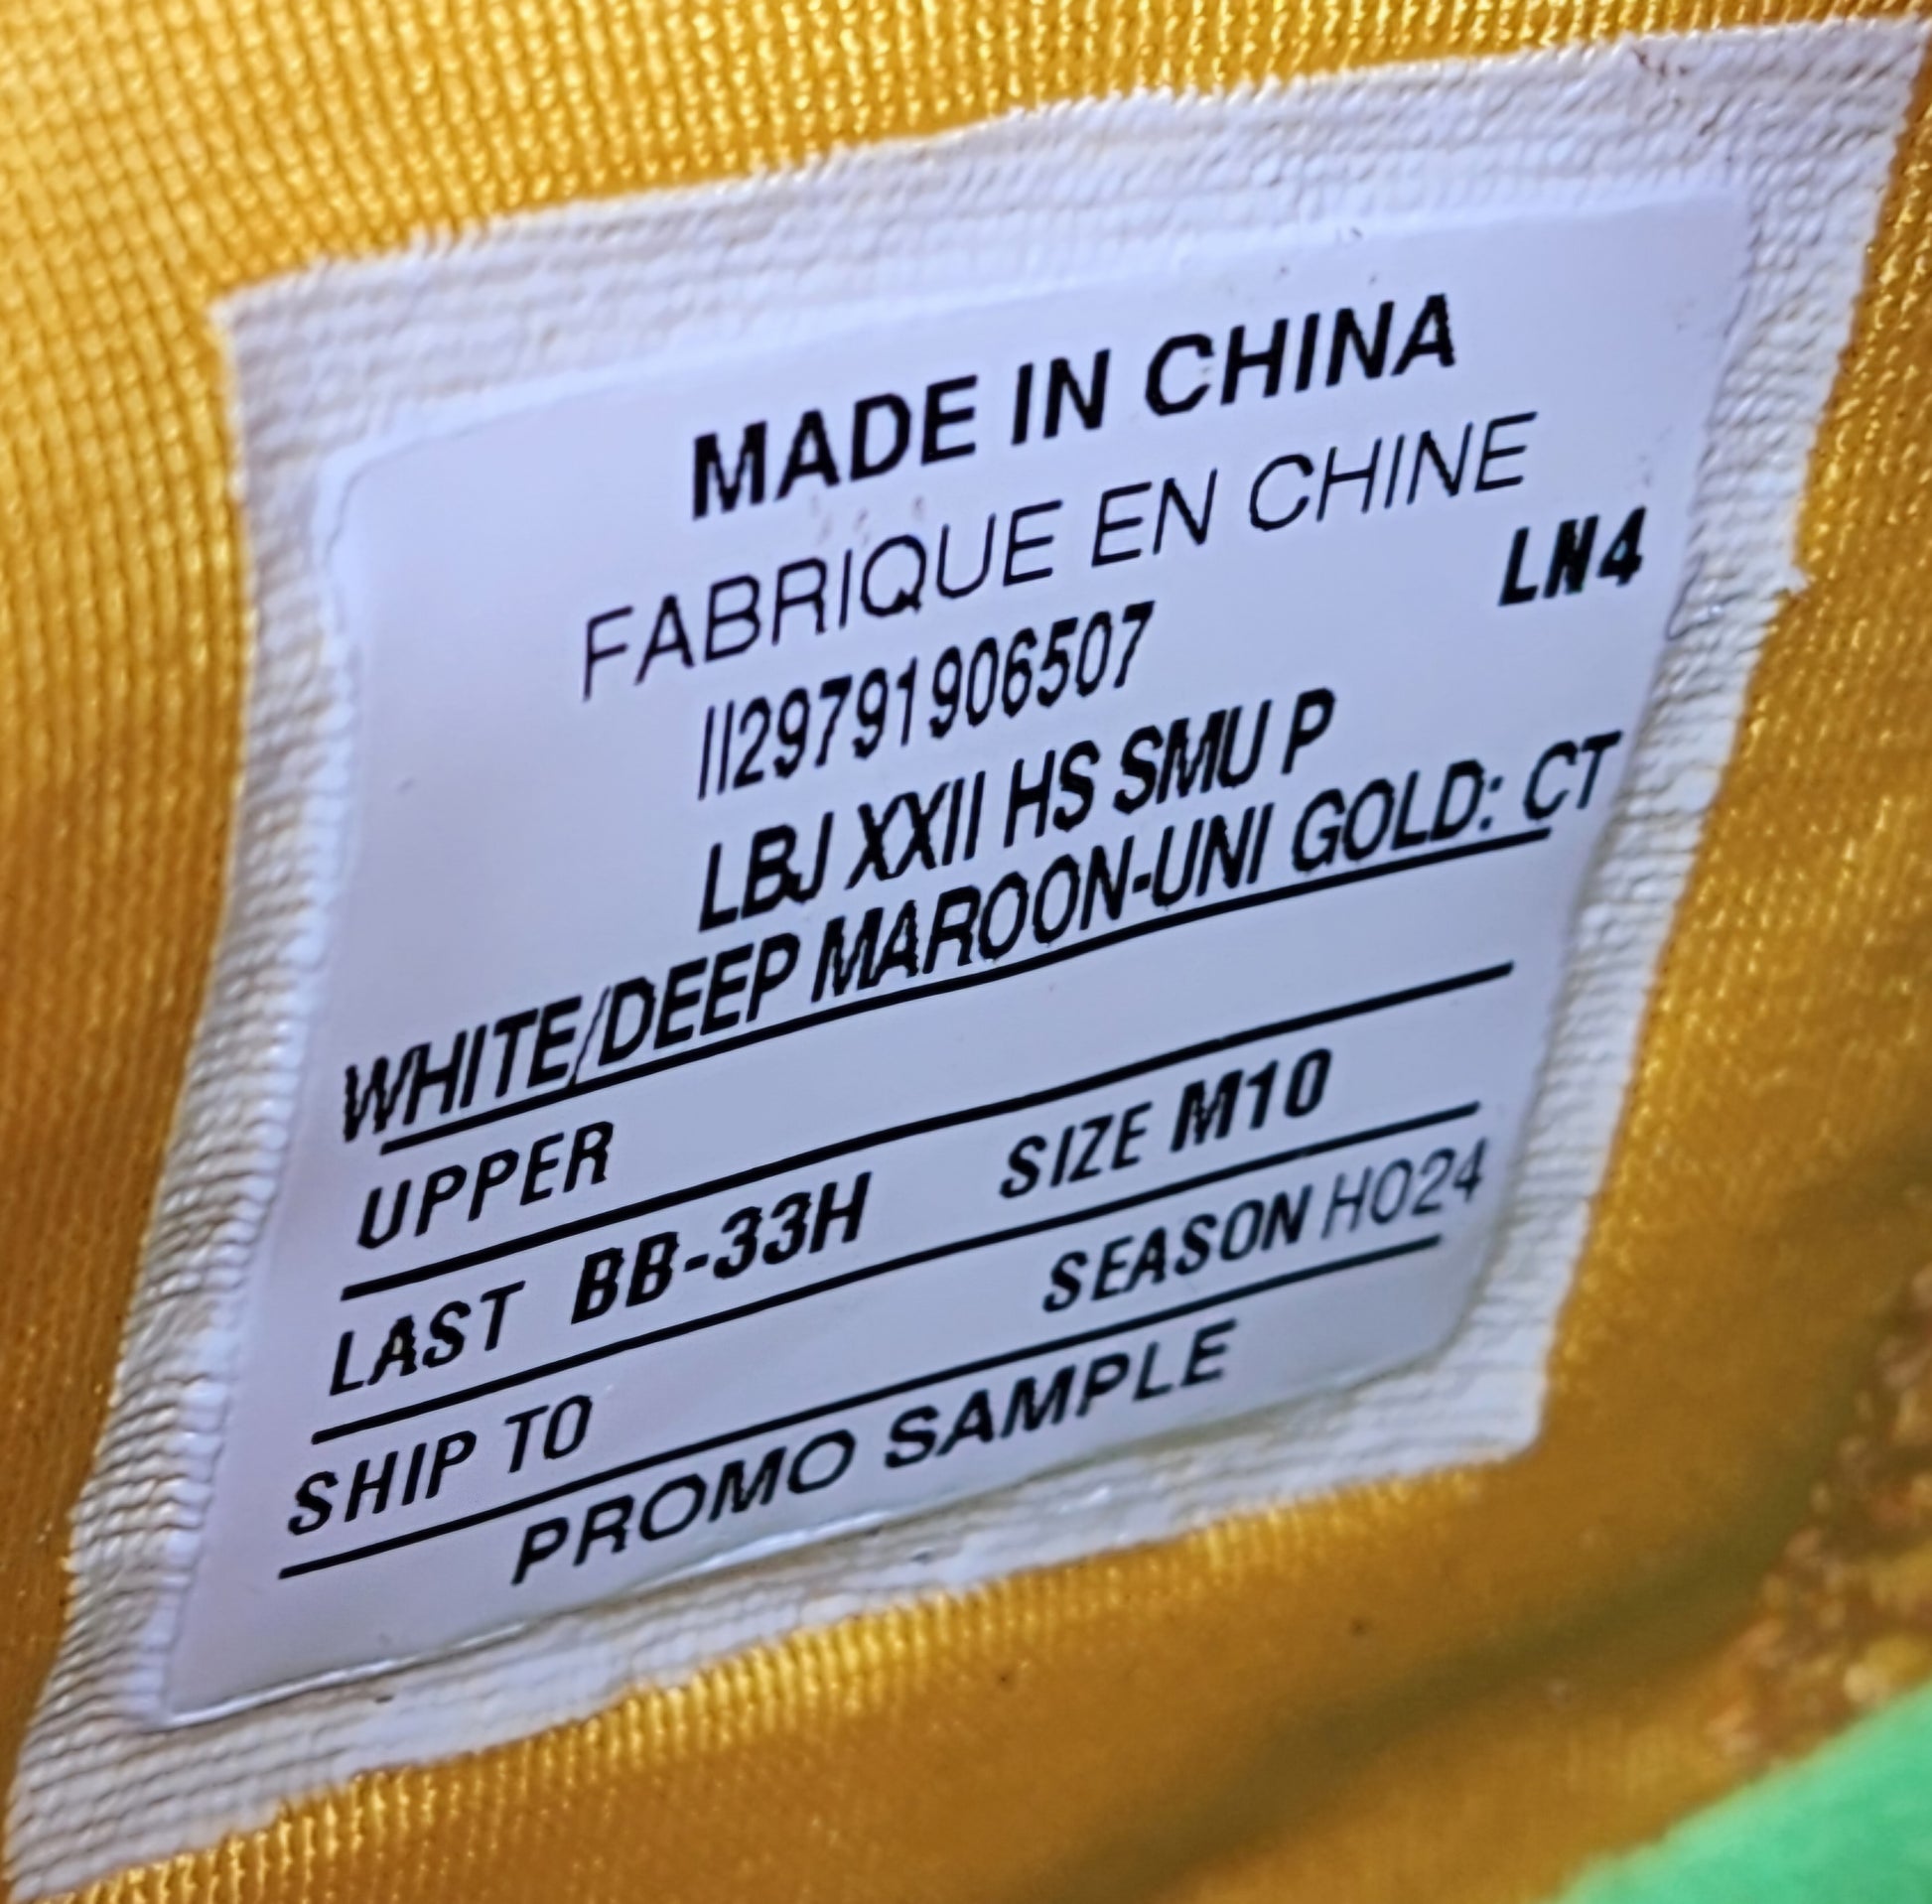 MADE IN CHINA
FABRIQUE EN CHINE
LN4
II29791906507
LBJ XXII HS SMU P
WHITE/DEEP MAROON-UNI GOLD: CT
UPPER
LAST BB-33H SIZE M10
SHIP TO SEASON HO24
PROMO SAMPLE